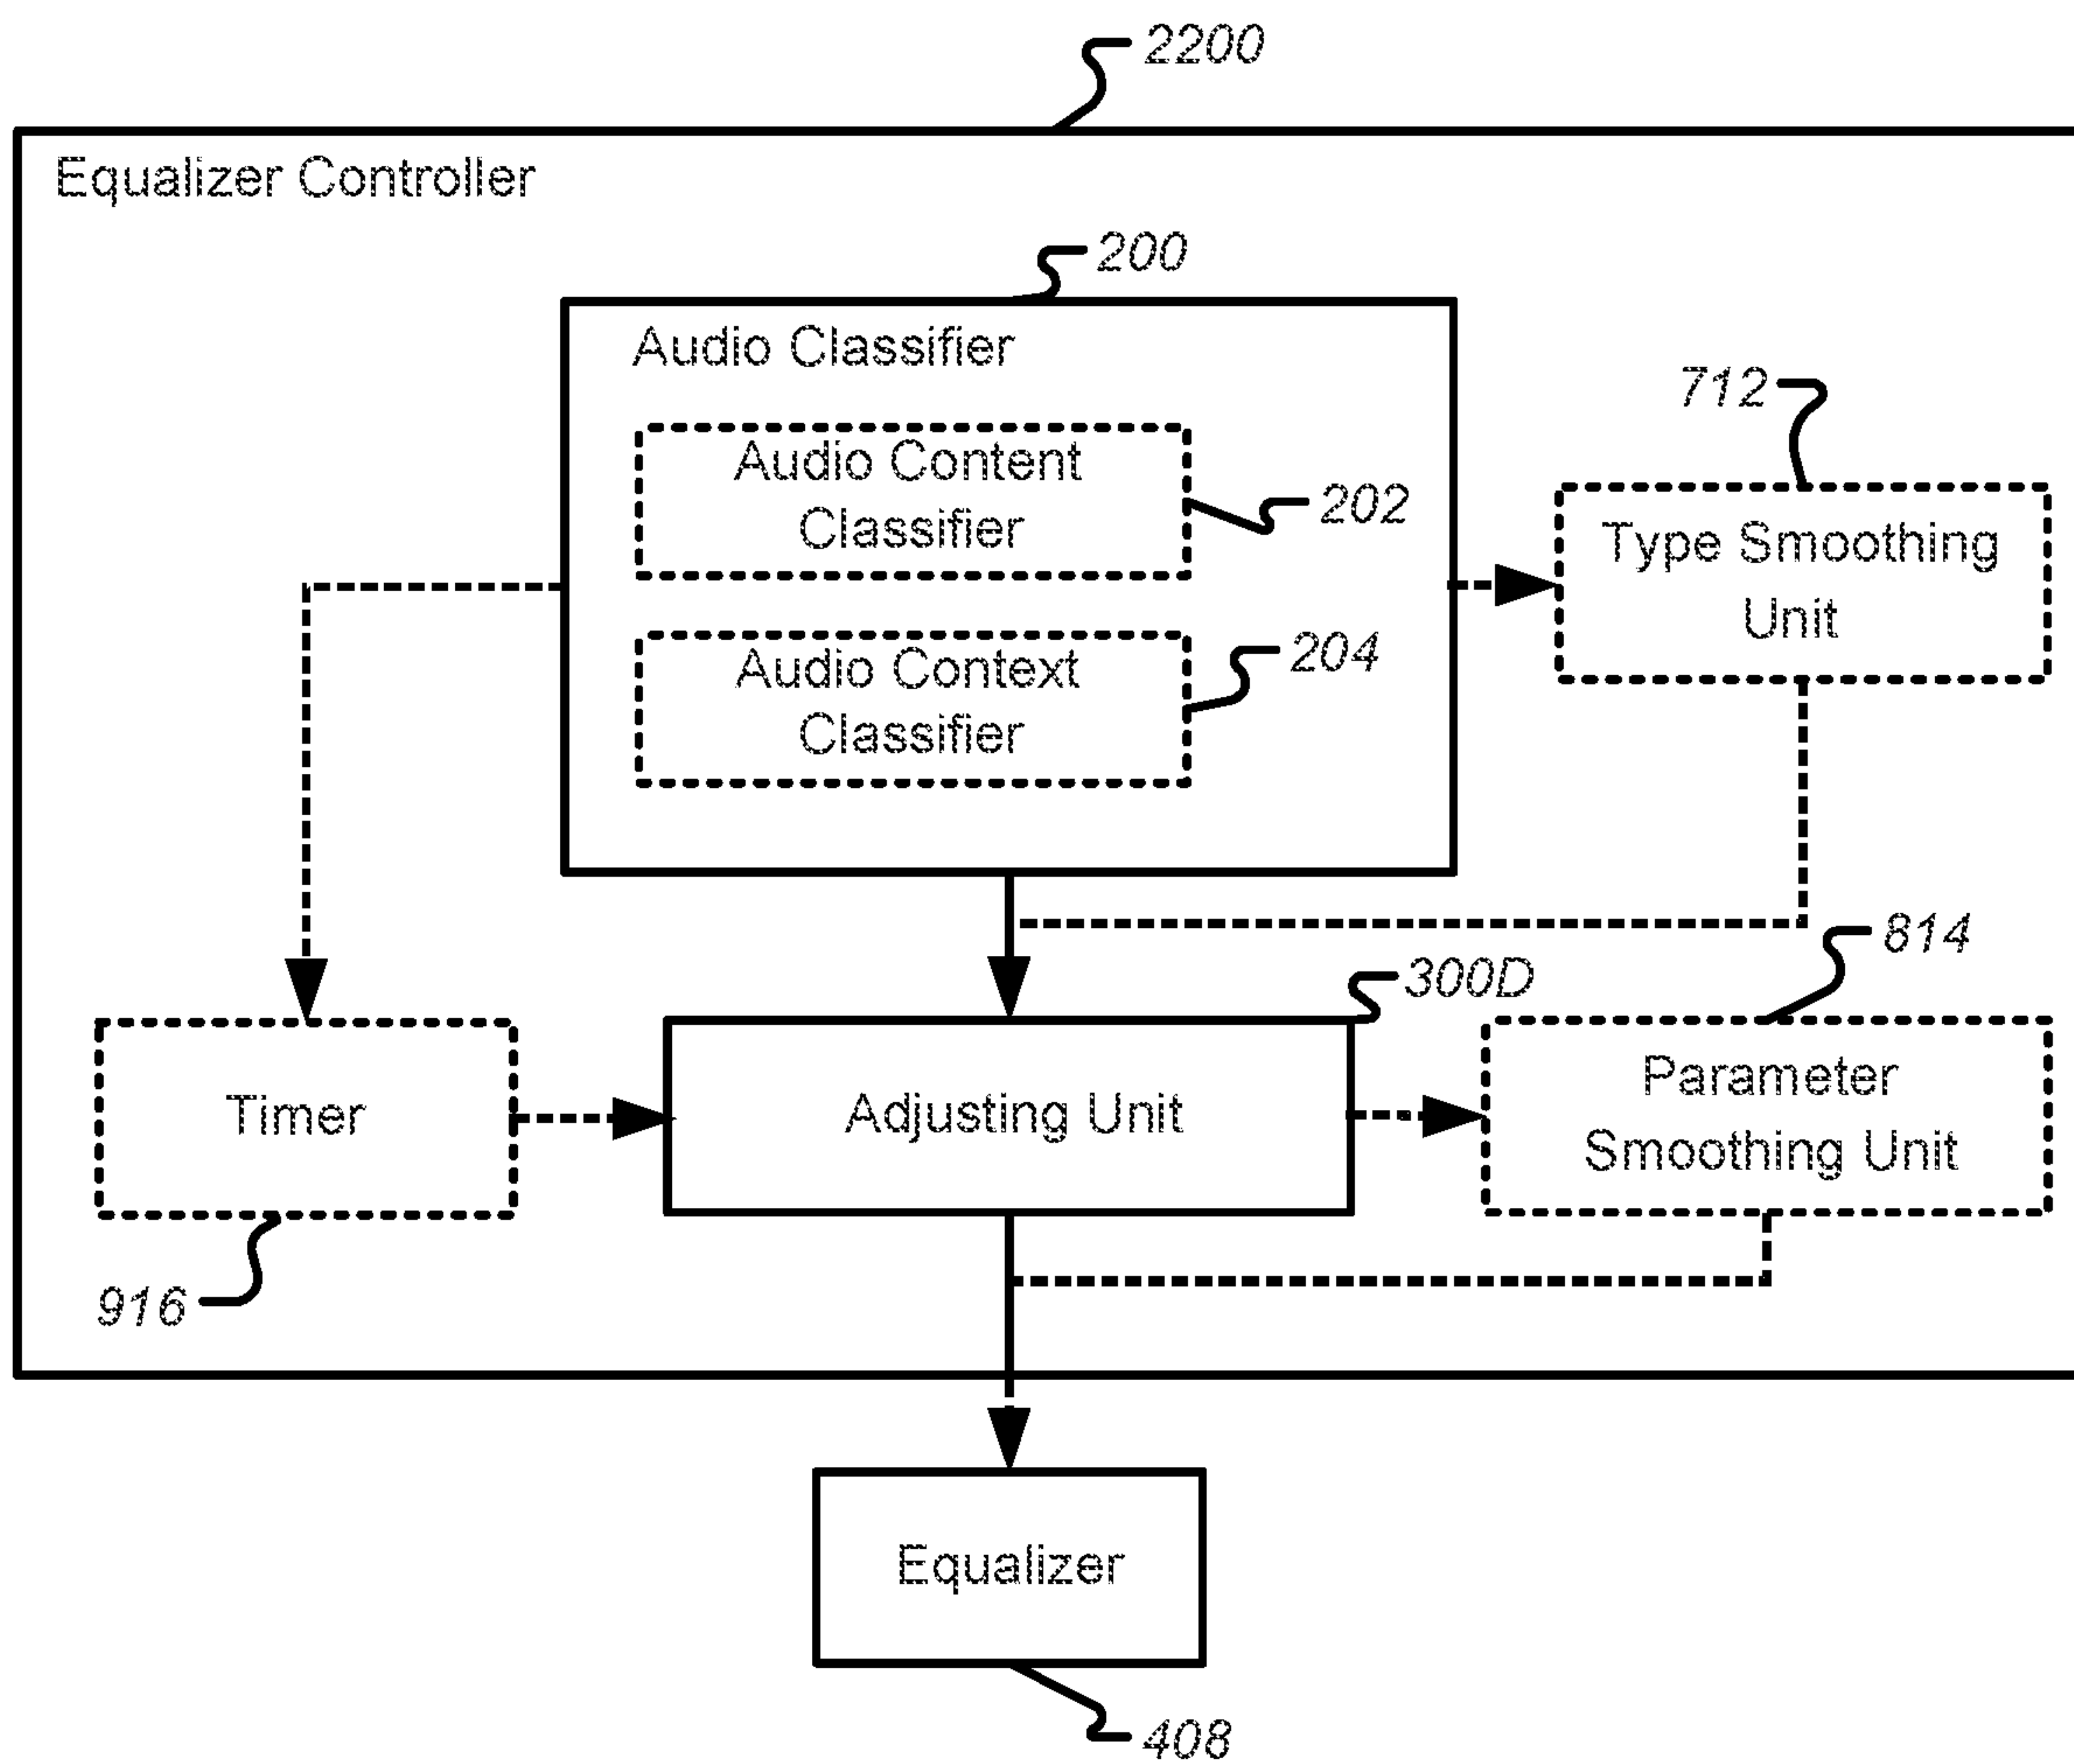 2200
Equalizer Controller
200
Audio Classifier
712
Audio Content
Classifier
202
Type Smoothing
Unit
204
Audio Context
Classifier
814
300D
Timer
Adjusting Unit
Parameter
Smoothing Unit
916
Equalizer
408